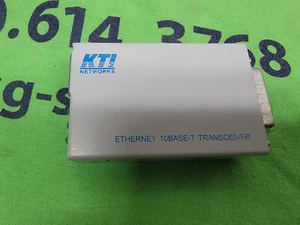 0.614 3768
KTI
NETWORKS
ETHERNET 10BASE-T TRANSCEIVER